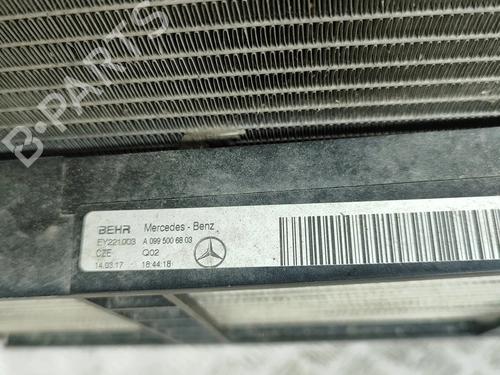 B-PARTS
BEHR Mercedes-Benz
EY221003 A 099 500 68 03
CZE Q02
14.03.17 18:44:18